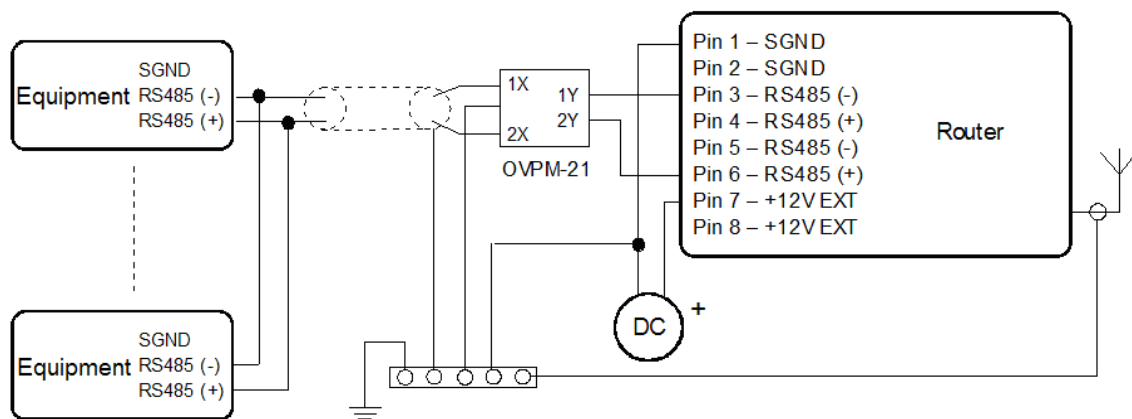 Equipment
SGND
RS485 (-)
RS485 (+)
1X
2X
1Y
2Y
OVPM-21
Pin 1 – SGND
Pin 2 – SGND
Pin 3 – RS485 (-)
Pin 4 – RS485 (+)
Pin 5 – RS485 (-)
Pin 6 – RS485 (+)
Pin 7 – +12V EXT
Pin 8 – +12V EXT
Router
DC
+
Equipment
SGND
RS485 (-)
RS485 (+)